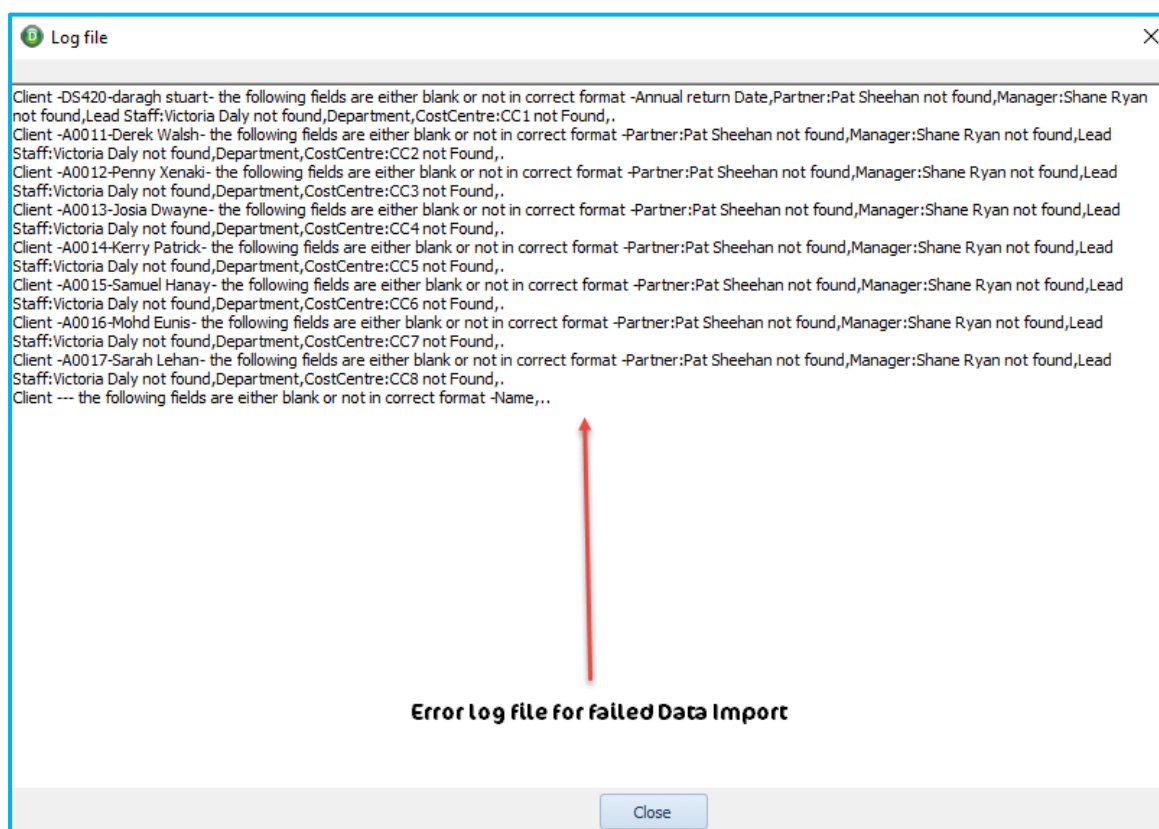 Log file
Client -DS420-daragh stuart- the following fields are either blank or not in correct format -Annual return Date,Partner:Pat Sheehan not found,Manager:Shane Ryan
not found,Lead Staff:Victoria Daly not found,Department,CostCentre:CC1 not Found,.
Client -A0011-Derek Walsh- the following fields are either blank or not in correct format -Partner:Pat Sheehan not found,Manager:Shane Ryan not found,Lead
Staff:Victoria Daly not found,Department,CostCentre:CC2 not Found,.
Client -A0012-Penny Xenaki- the following fields are either blank or not in correct format -Partner:Pat Sheehan not found,Manager:Shane Ryan not found,Lead
Staff:Victoria Daly not found,Department,CostCentre:CC3 not Found,.
Client -A0013-Josia Dwayne- the following fields are either blank or not in correct format -Partner:Pat Sheehan not found,Manager:Shane Ryan not found,Lead
Staff:Victoria Daly not found,Department,CostCentre:CC4 not Found,.
Client -A0014-Kerry Patrick- the following fields are either blank or not in correct format -Partner:Pat Sheehan not found,Manager:Shane Ryan not found,Lead
Staff:Victoria Daly not found,Department,CostCentre:CC5 not Found,.
Client -A0015-Samuel Hanay- the following fields are either blank or not in correct format -Partner:Pat Sheehan not found,Manager:Shane Ryan not found,Lead
Staff:Victoria Daly not found,Department,CostCentre:CC6 not Found,.
Client -A0016-Mohd Eunis- the following fields are either blank or not in correct format -Partner:Pat Sheehan not found,Manager:Shane Ryan not found,Lead
Staff:Victoria Daly not found,Department,CostCentre:CC7 not Found,.
Client -A0017-Sarah Lehan- the following fields are either blank or not in correct format -Partner:Pat Sheehan not found,Manager:Shane Ryan not found,Lead
Staff:Victoria Daly not found,Department,CostCentre:CC8 not Found,.
Client --- the following fields are either blank or not in correct format -Name,..
Error Log file for failed Data Import
Close